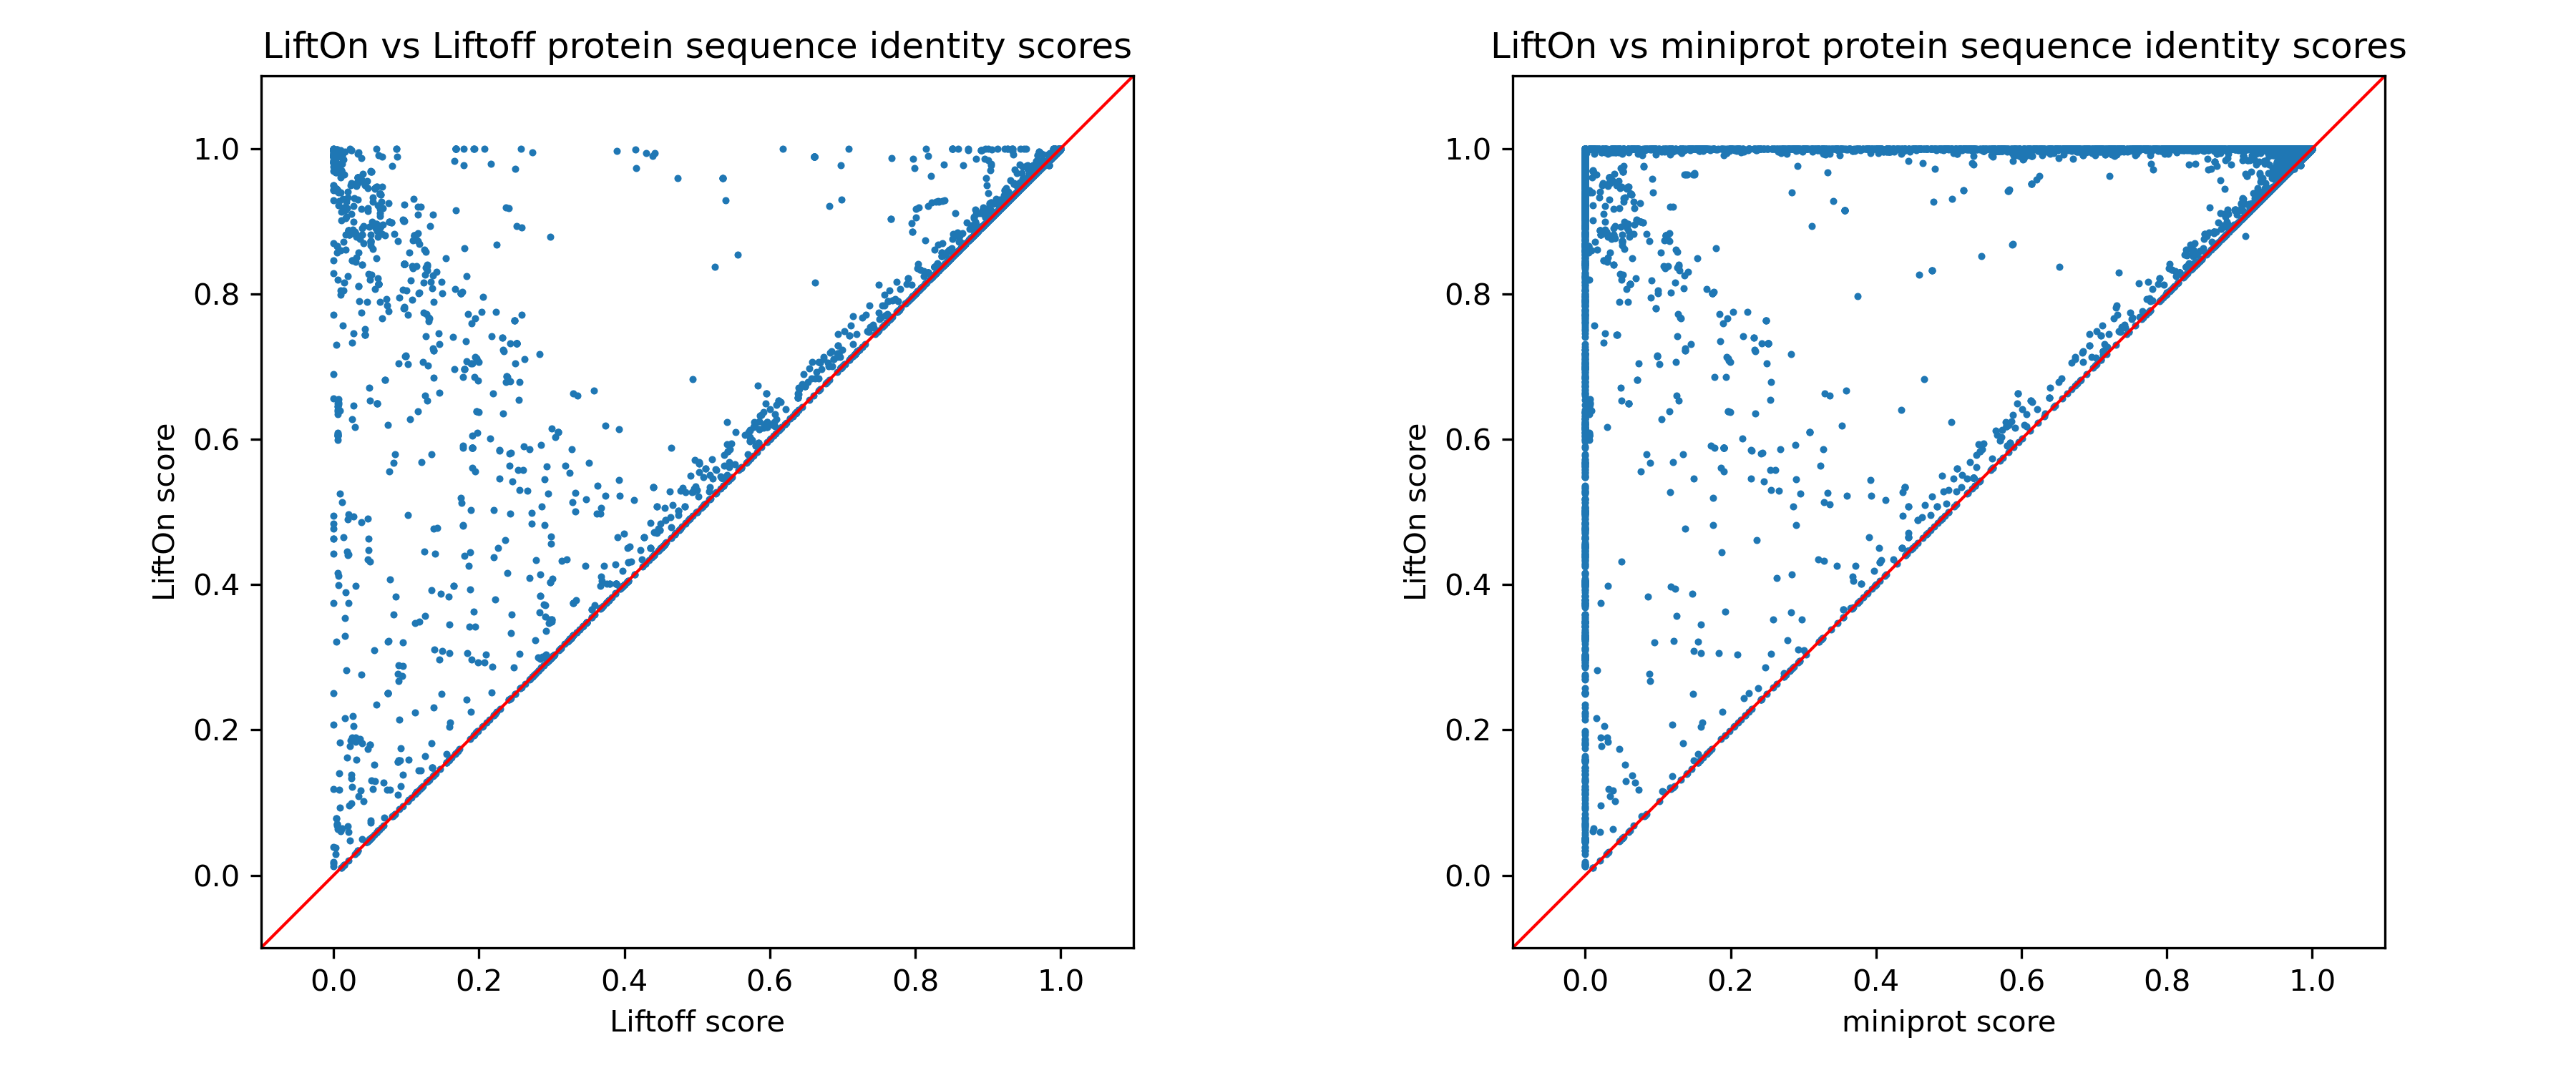 LiftOn vs Liftoff protein sequence identity scores
1.0
0.8
0.6
0.4
0.2
0.0
LiftOn score
0.0 0.2 0.4 0.6 0.8 1.0
Liftoff score
LiftOn vs miniprot protein sequence identity scores
1.0
0.8
0.6
0.4
0.2
0.0
LiftOn score
0.0 0.2 0.4 0.6 0.8 1.0
miniprot score